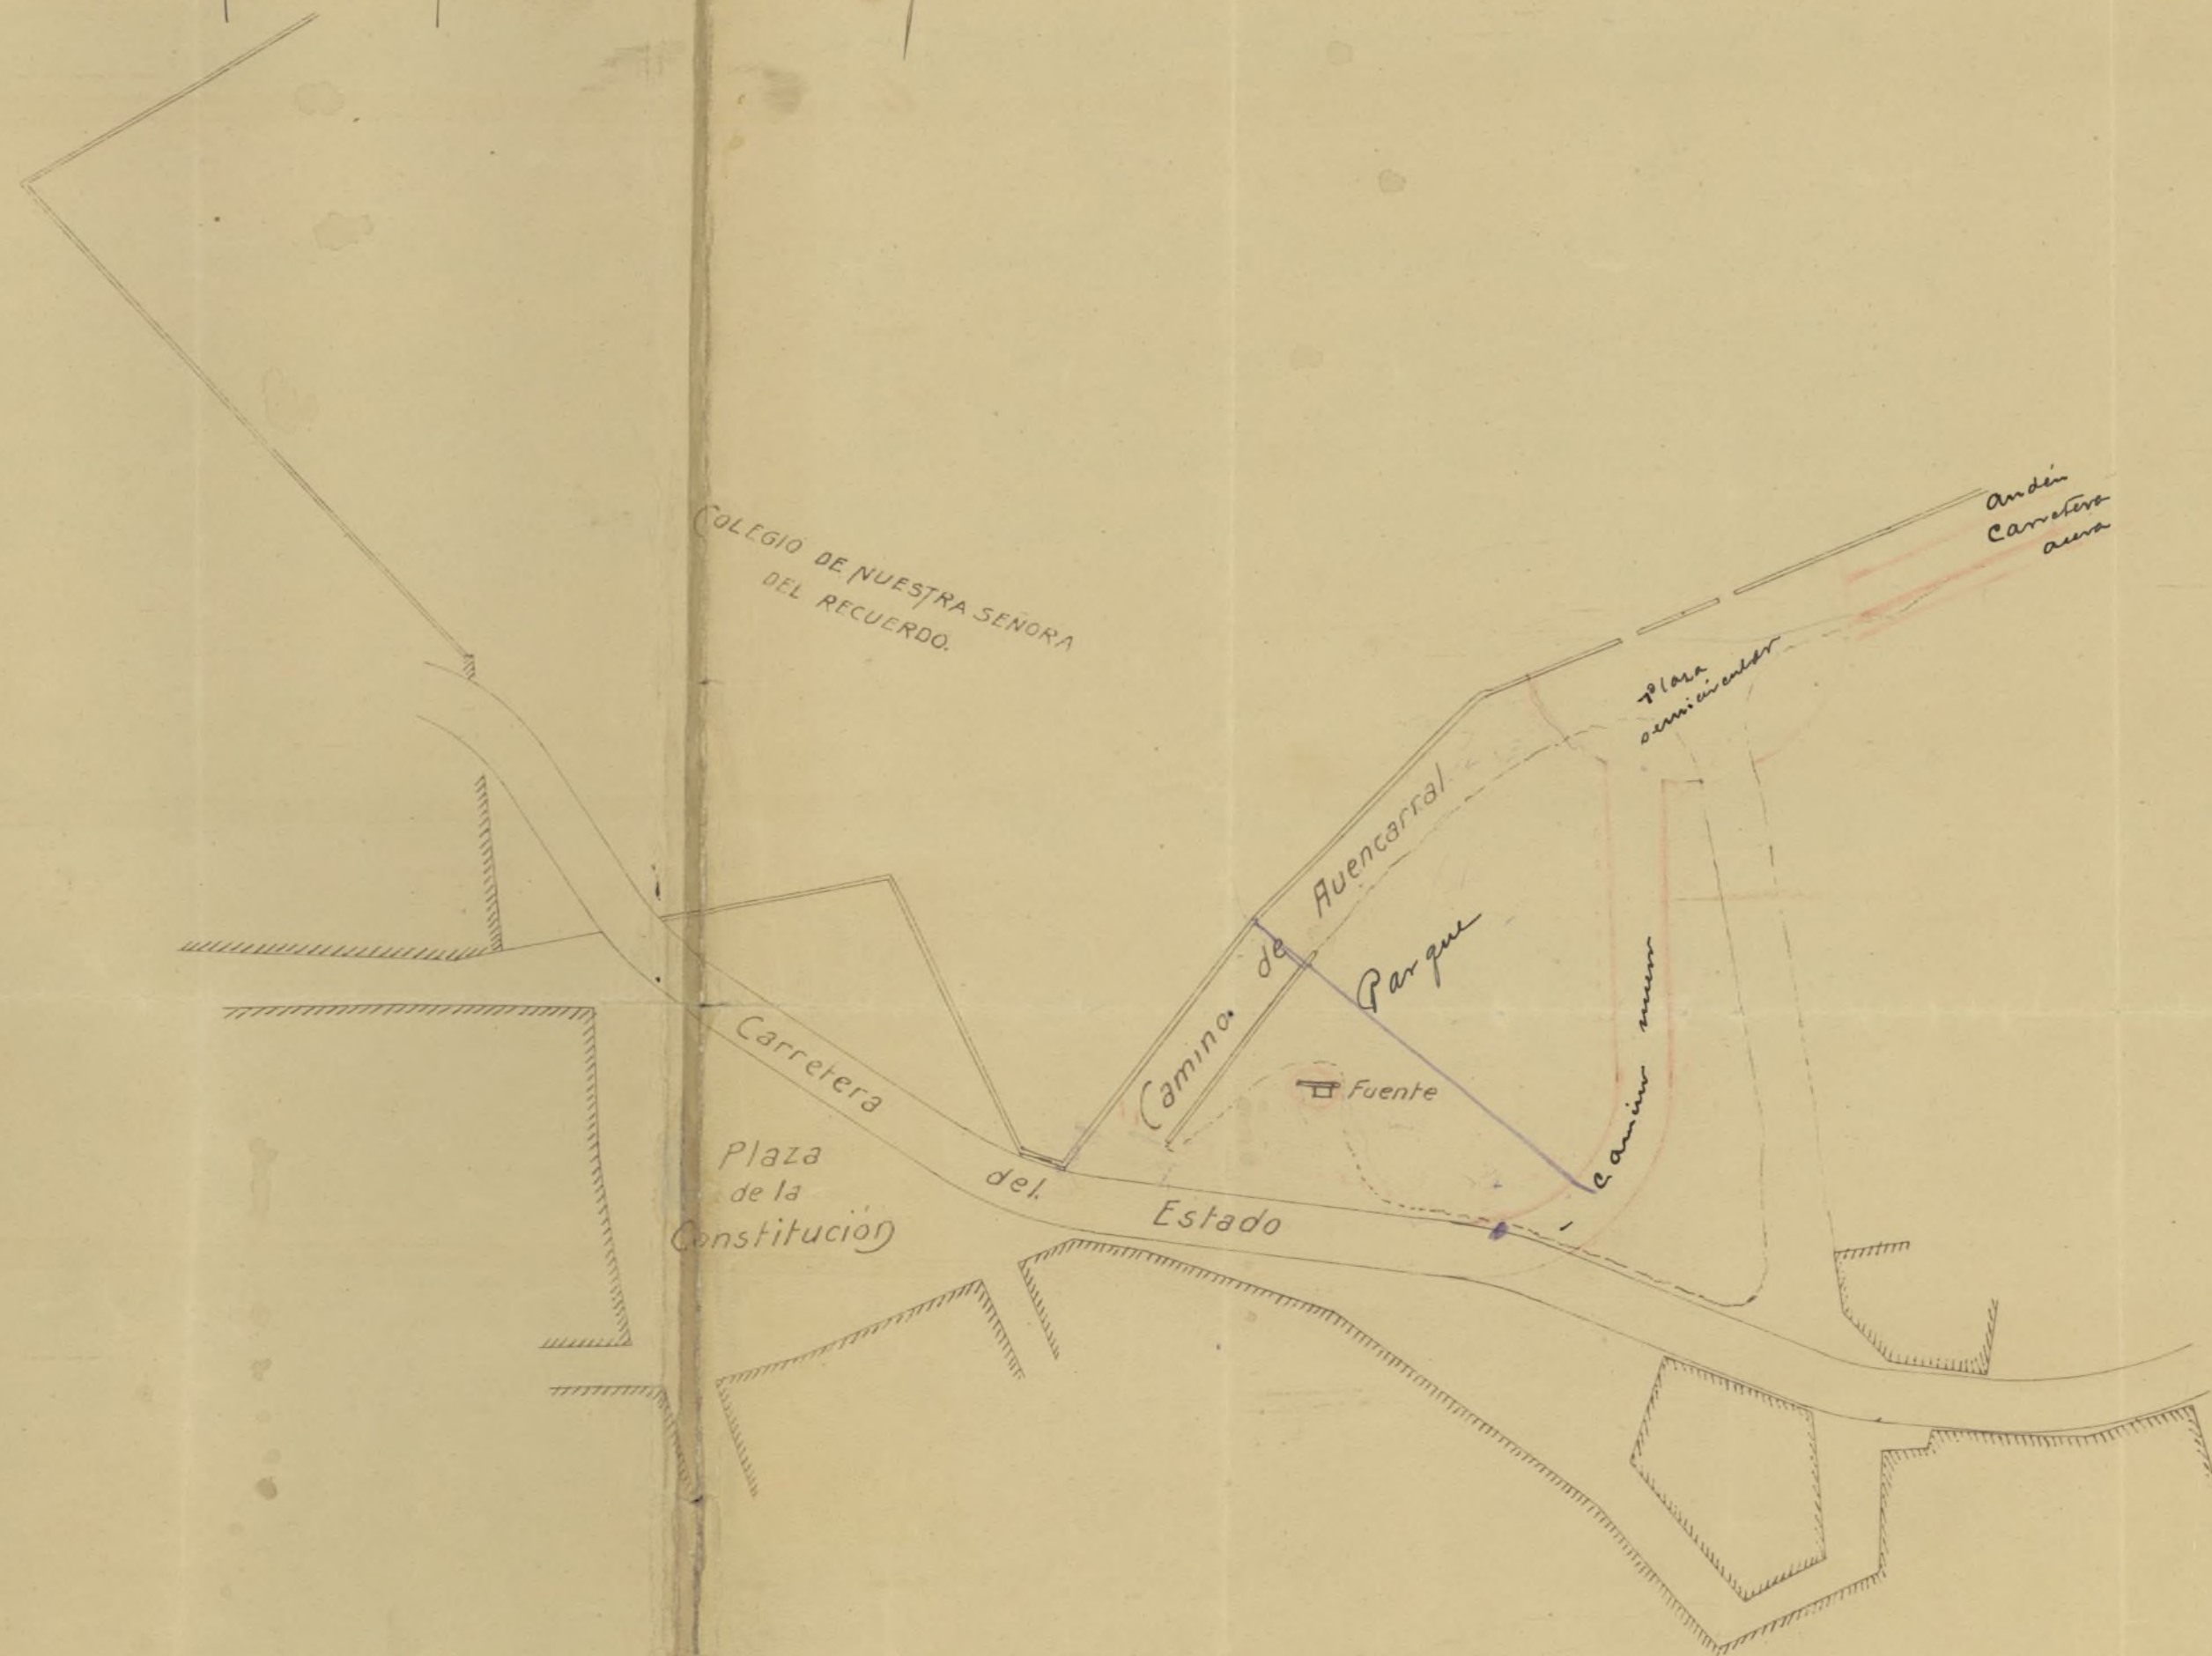 COLEGIO DE NUESTRA SEÑORA
DEL RECUERDO.
andén
Carretera
acera
Plaza
semicircular
Camino de Fuencarral
Parque
Camino nuevo
Fuente
Carretera del Estado
Plaza
de la
Constitución